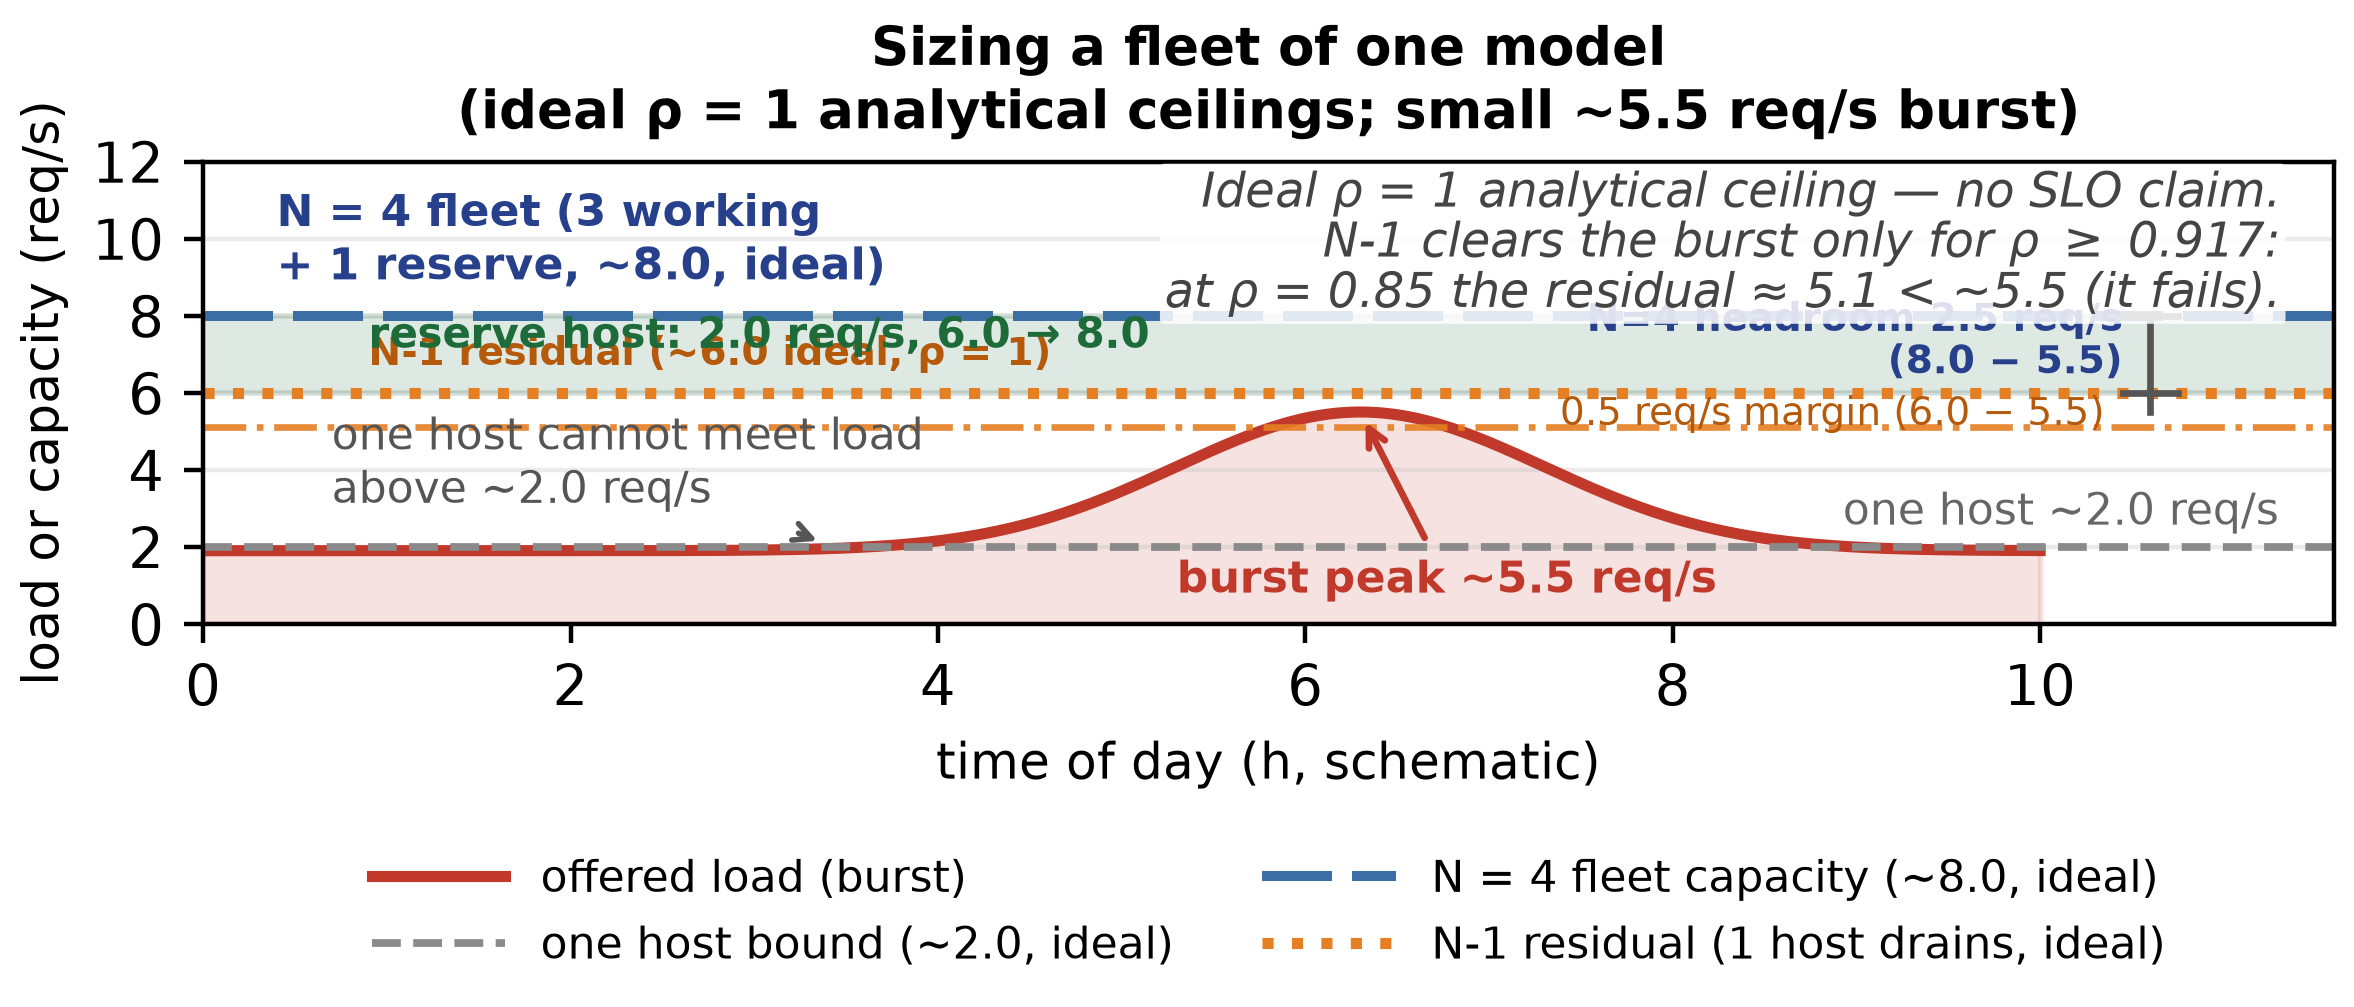 Sizing a fleet of one model
(ideal ρ = 1 analytical ceilings; small ~5.5 req/s burst)
load or capacity (req/s)
12
10
8
6
4
2
0
N = 4 fleet (3 working
+ 1 reserve, ~8.0, ideal)
Ideal ρ = 1 analytical ceiling — no SLO claim.
N-1 clears the burst only for ρ ≥ 0.917:
at ρ = 0.85 the residual ≈ 5.1 < ~5.5 (it fails).
reserve host: 2.0 req/s, 6.0→ 8.0
N-1 residual (~6.0 ideal, ρ = 1)
N=4 headroom 2.5 req/s
(8.0 − 5.5)
0.5 req/s margin (6.0 − 5.5)
one host cannot meet load
above ~2.0 req/s
one host ~2.0 req/s
burst peak ~5.5 req/s
0
2
4
6
8
10
time of day (h, schematic)
offered load (burst)
one host bound (~2.0, ideal)
N = 4 fleet capacity (~8.0, ideal)
N-1 residual (1 host drains, ideal)